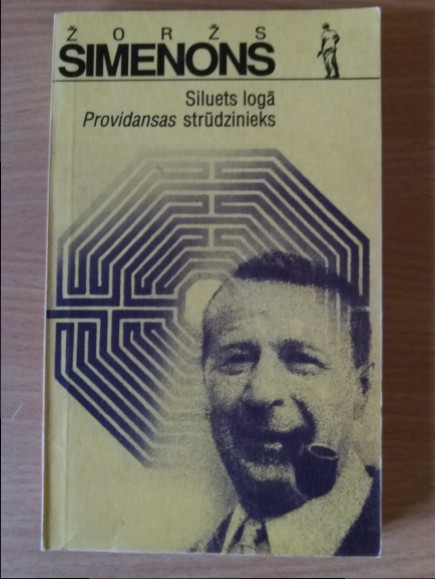 ŽORŽS
SIMENONS
Siluets logā
Providansas strūdzinieks